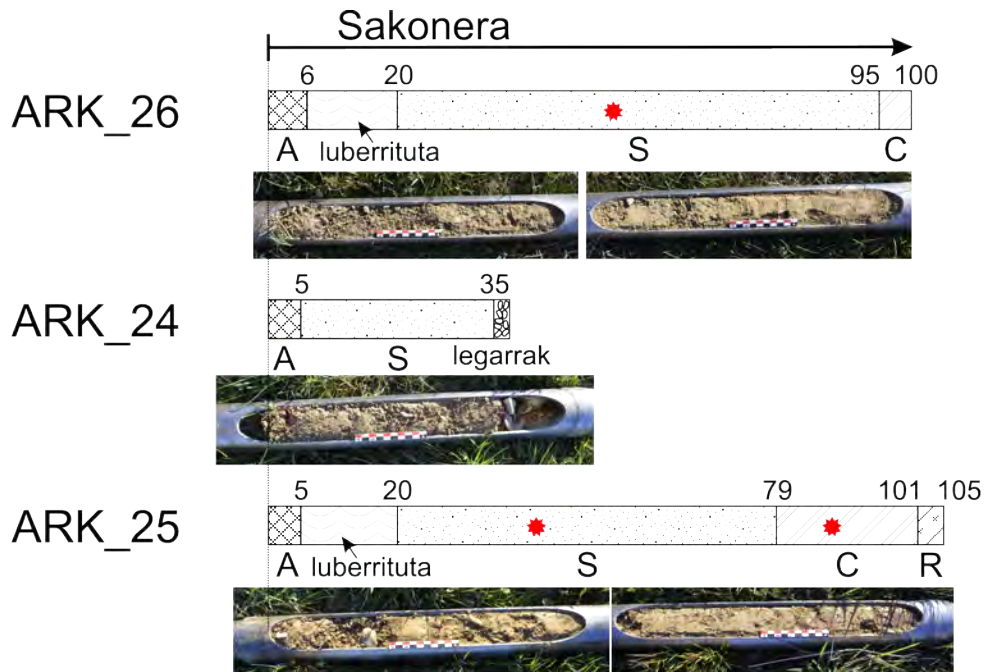 Sakonera
6 20 95 100
ARK_26
A luberrituta S C
5 35
ARK_24
A S legarrak
5 20 79 101 105
ARK_25
A luberrituta S C R